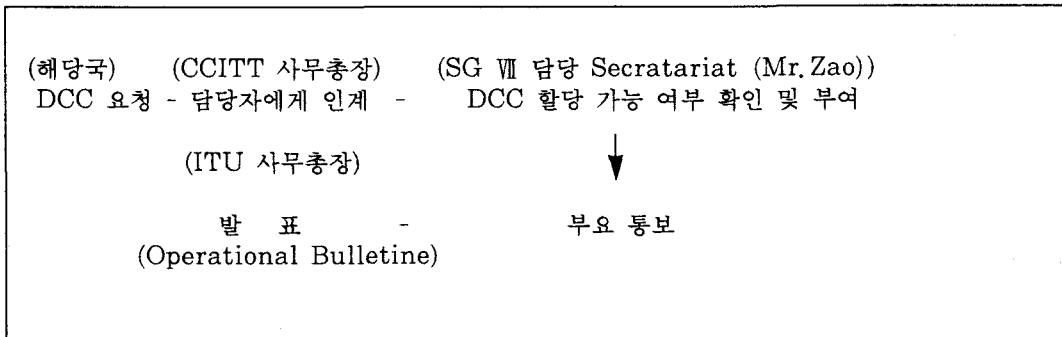 (해당국) (CCITT 사무총장) (SG Ⅶ 담당 Secratariat (Mr. Zao))
DCC 요청 - 담당자에게 인계 - DCC 할당 가능 여부 확인 및 부여
(ITU 사무총장)
발 표 - 부요 통보
(Operational Bulletine)